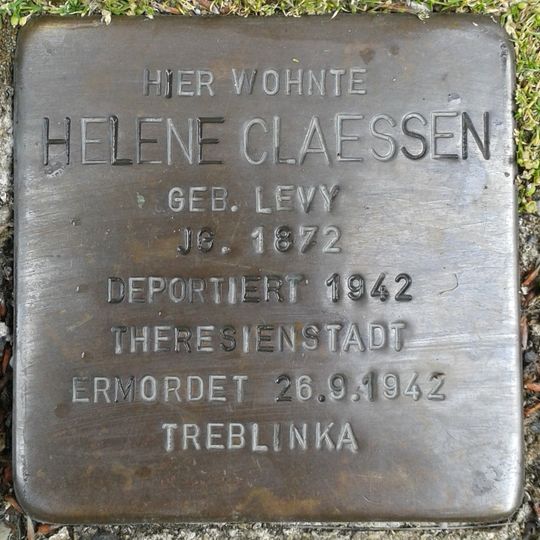 HIER WOHNTE
HELENE CLAESSEN
GEB. LEVY
JG. 1872
DEPORTIERT 1942
THERESIENSTADT
ERMORDET 26.9.1942
TREBLINKA